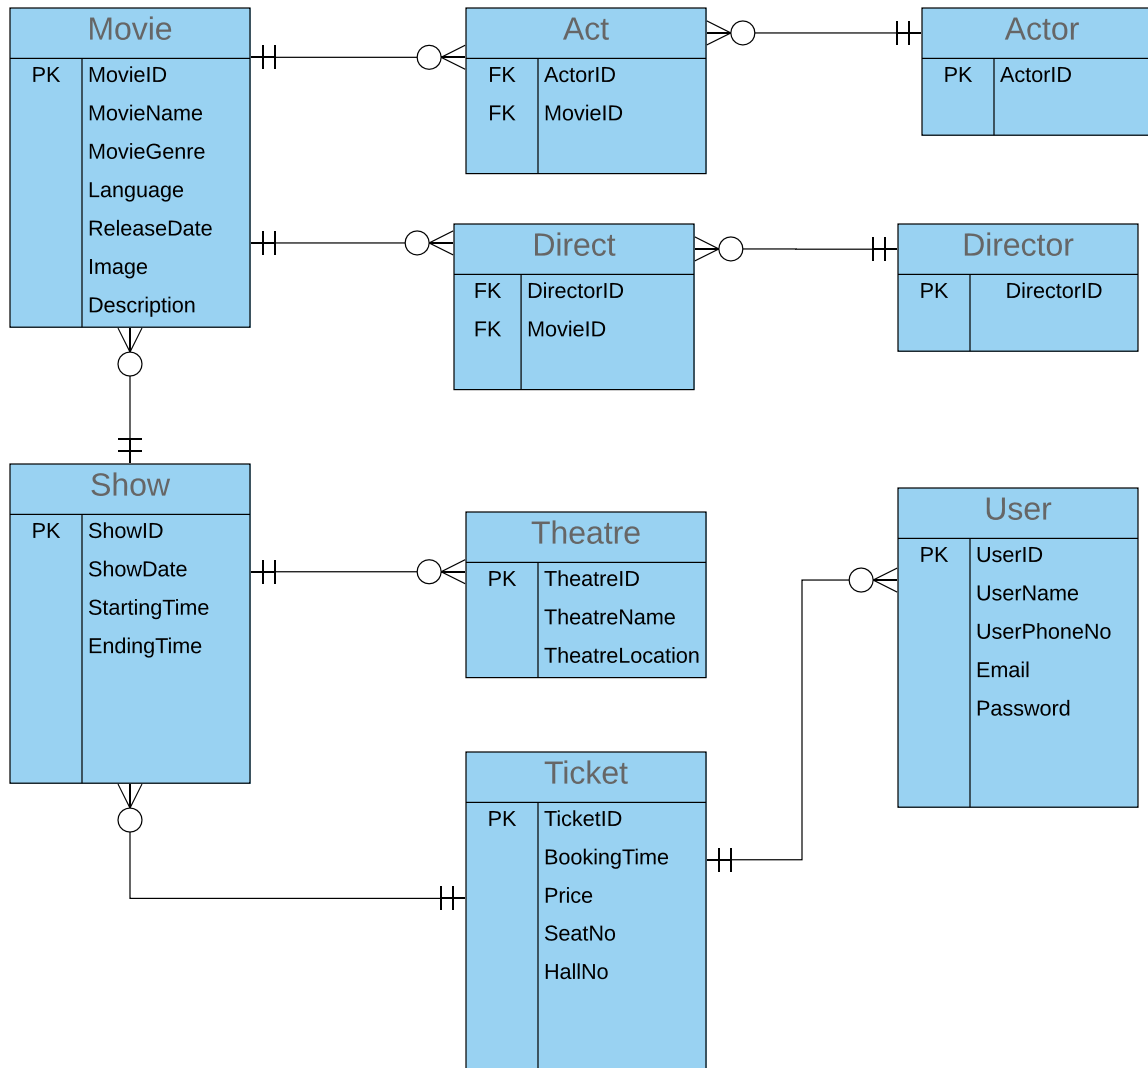 Movie
PK MovieID
MovieName
MovieGenre
Language
ReleaseDate
Image
Description
Act
FK ActorID
FK MovieID
Actor
PK ActorID
Direct
FK DirectorID
FK MovieID
Director
PK DirectorID
Show
PK ShowID
ShowDate
StartingTime
EndingTime
Theatre
PK TheatreID
TheatreName
TheatreLocation
User
PK UserID
UserName
UserPhoneNo
Email
Password
Ticket
PK TicketID
BookingTime
Price
SeatNo
HallNo